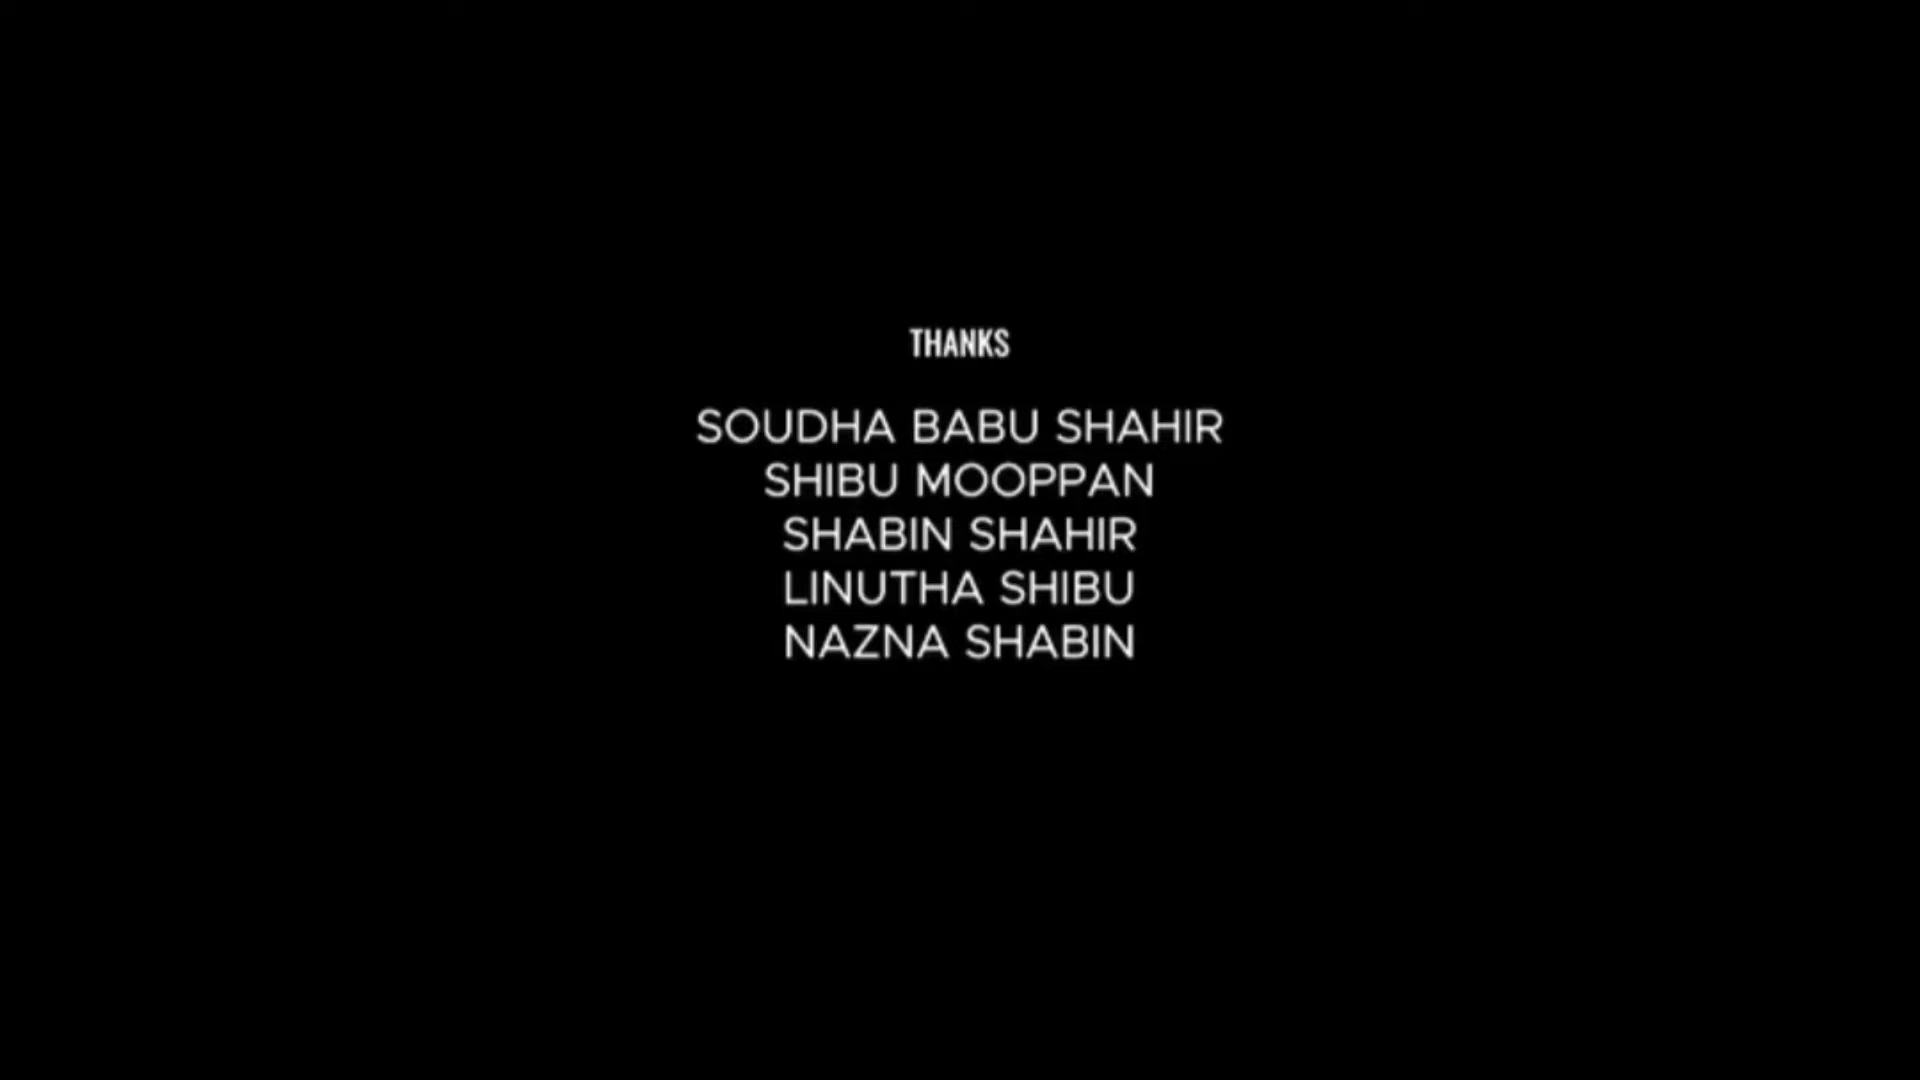 THANKS
SOUDHA BABU SHAHIR
SHIBU MOOPPAN
SHABIN SHAHIR
LINUTHA SHIBU
NAZNA SHABIN